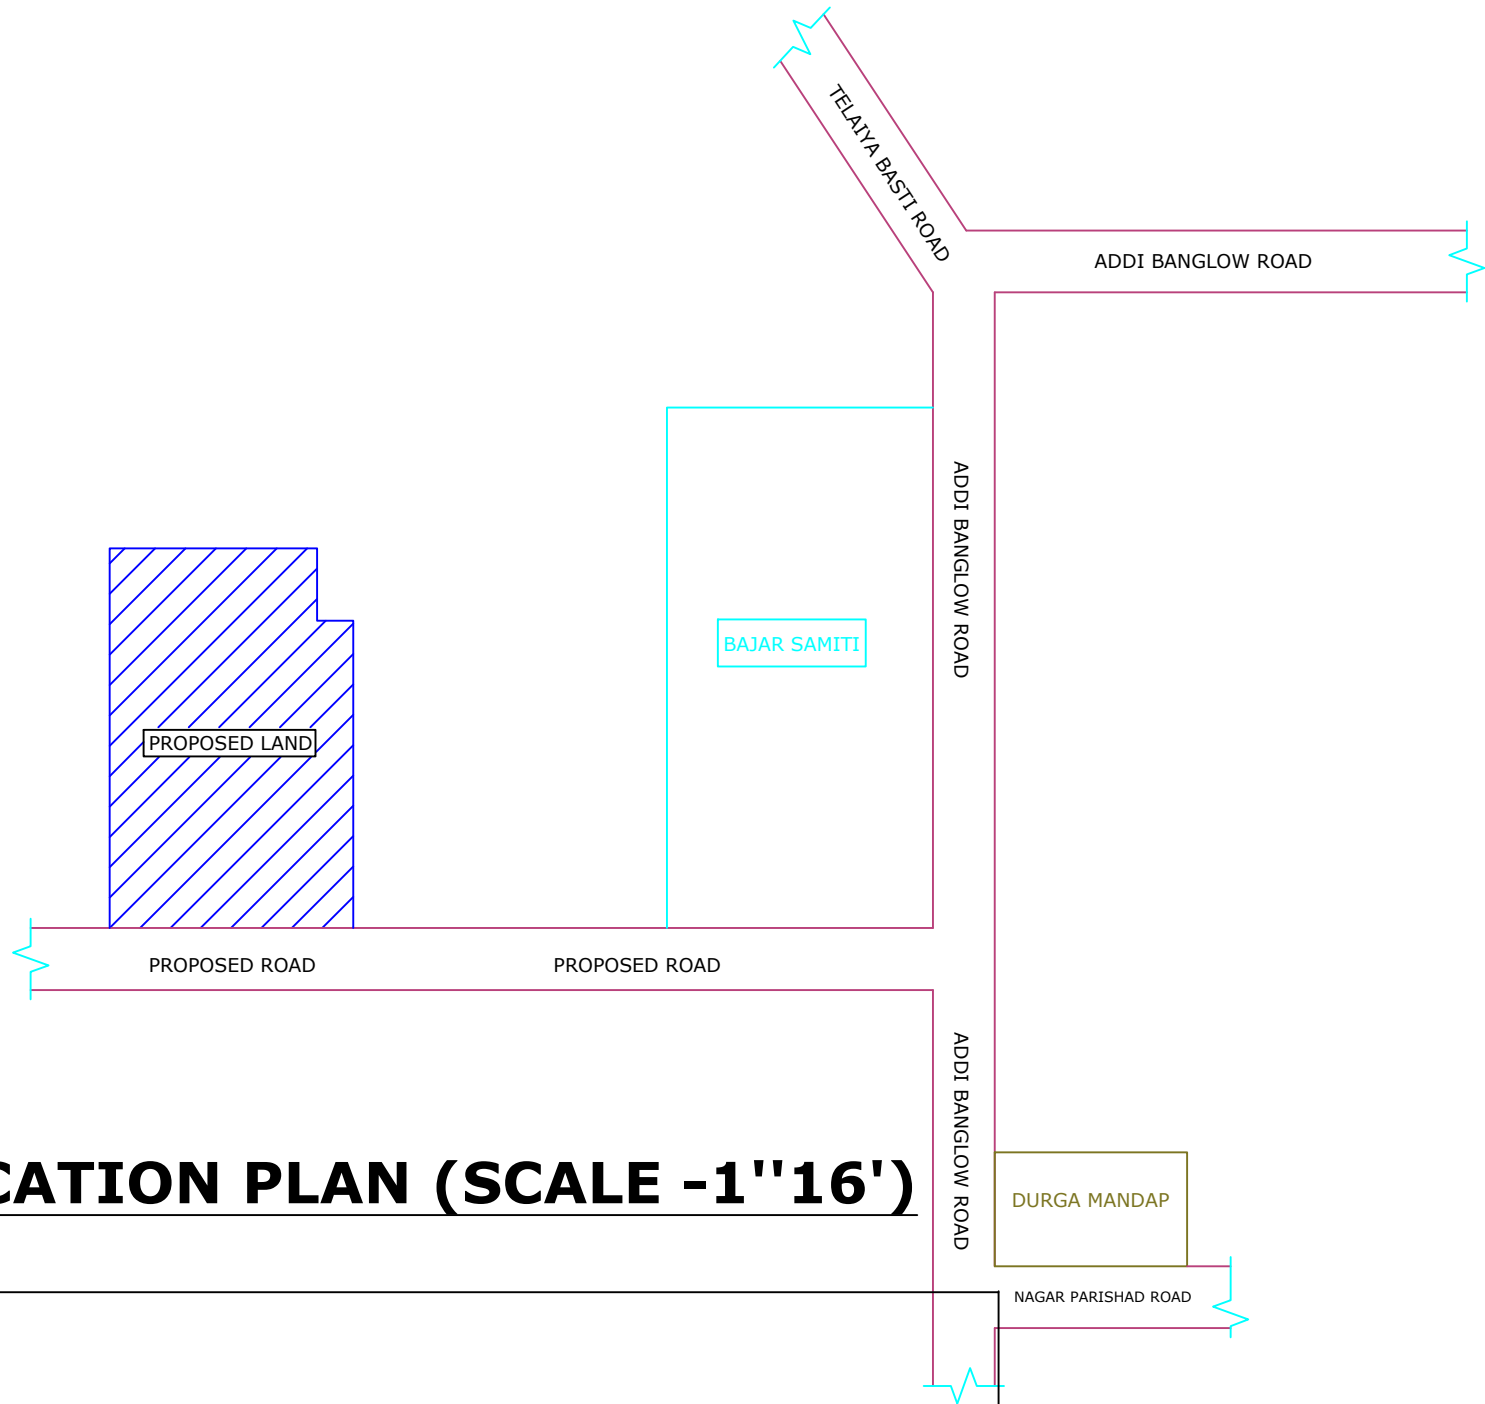 TELAIYA BASTI ROAD
ADDI BANGLOW ROAD
ADDI BANGLOW ROAD
BAJAR SAMITI
PROPOSED LAND
PROPOSED ROAD
PROPOSED ROAD
ADDI BANGLOW ROAD
CATION PLAN (SCALE -1''16')
DURGA MANDAP
NAGAR PARISHAD ROAD